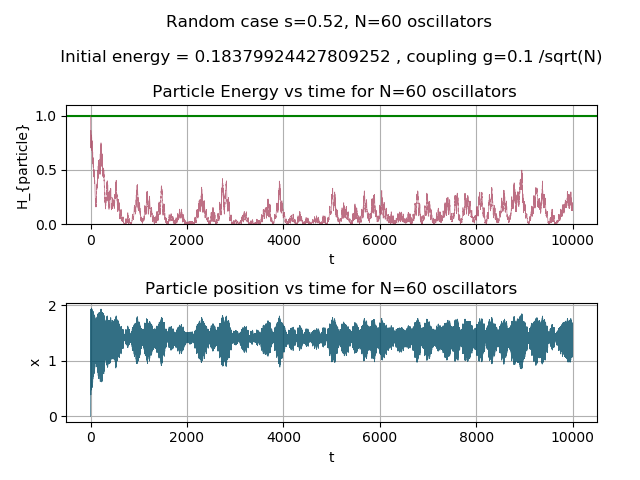 Random case s=0.52, N=60 oscillators
Initial energy = 0.18379924427809252 , coupling g=0.1 /sqrt(N)
Particle Energy vs time for N=60 oscillators
1.0
0.5
0.0
H_{particle}
0 2000 4000 6000 8000 10000
t
Particle position vs time for N=60 oscillators
2
1
0
x
0 2000 4000 6000 8000 10000
t